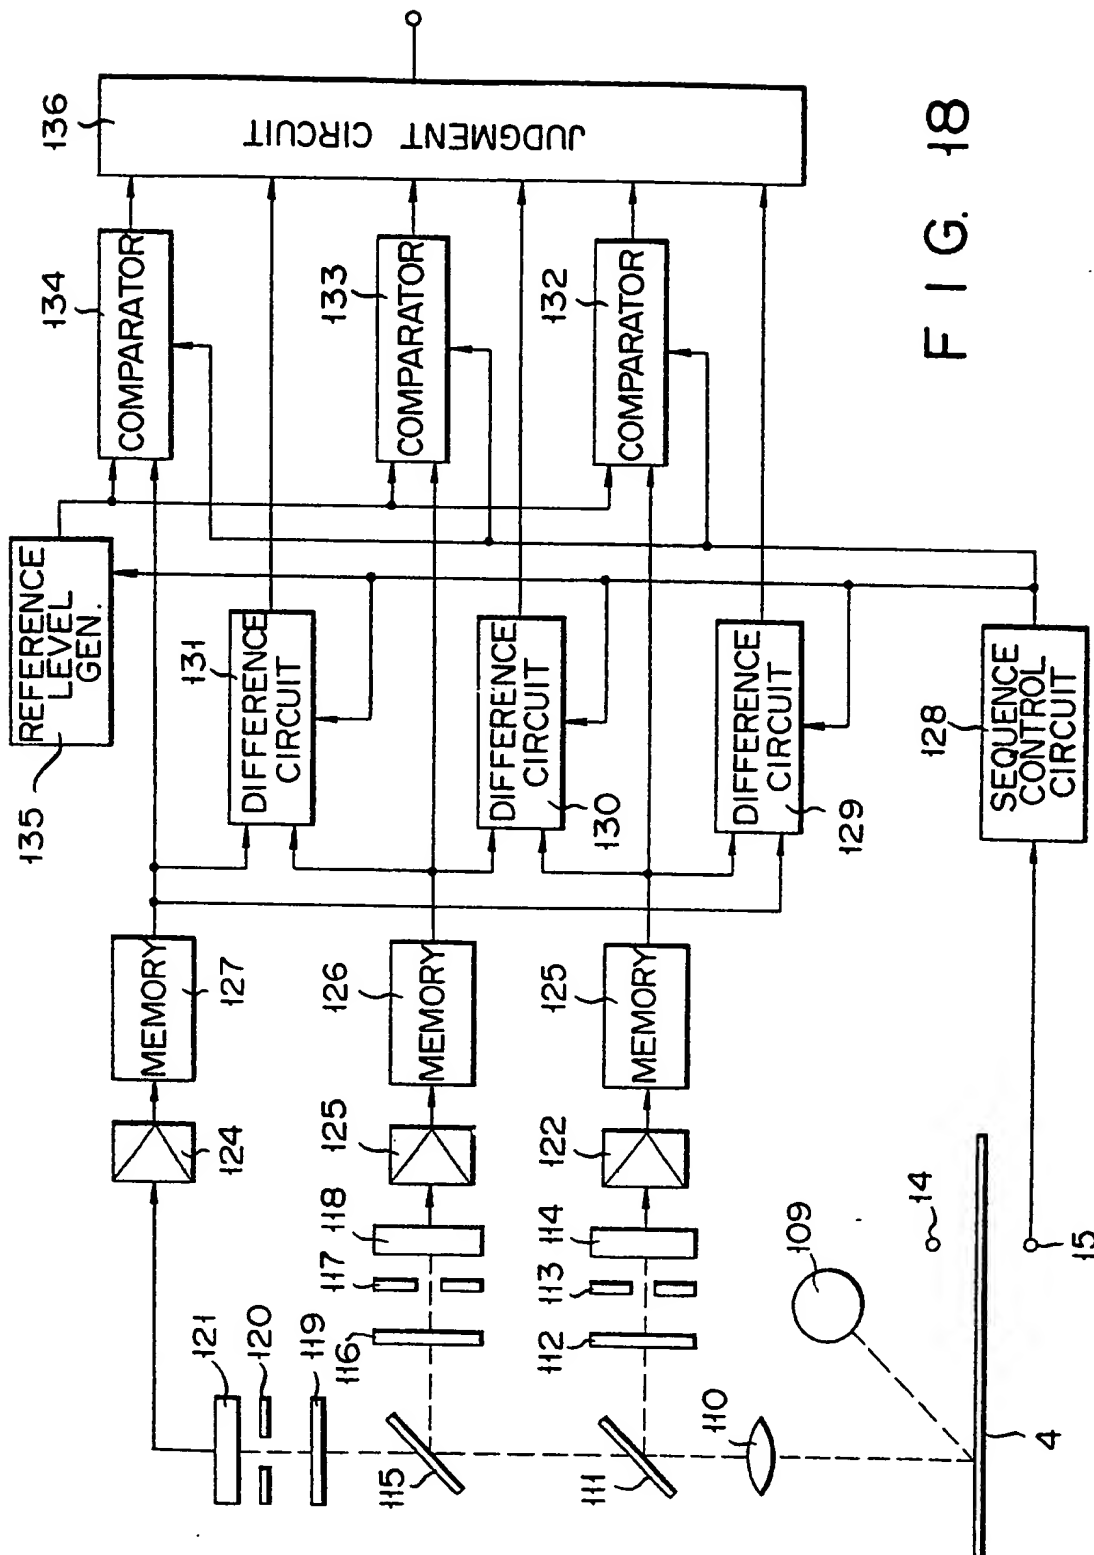 136
JUDGMENT CIRCUIT
134
COMPARATOR
133
COMPARATOR
132
COMPARATOR
FIG. 18
REFERENCE
LEVEL
GEN.
135
131
DIFFERENCE
CIRCUIT
DIFFERENCE
CIRCUIT
130
DIFFERENCE
CIRCUIT
129
128
SEQUENCE
CONTROL
CIRCUIT
MEMORY
127
126
MEMORY
125
MEMORY
124
125
122
118
114
117
113
116
112
121
120
119
115
111
110
109
14
15
4